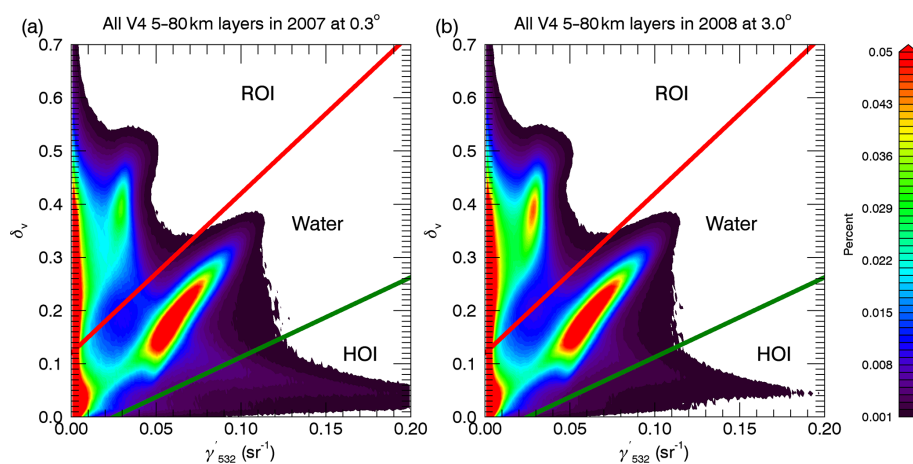 (a) All V4 5–80 km layers in 2007 at 0.3°
(b) All V4 5–80 km layers in 2008 at 3.0°
0.7
0.6
0.5
0.4
0.3
0.2
0.1
0.0
δv
ROI
Water
HOI
0.00 0.05 0.10 0.15 0.20
γ′532 (sr-1)
0.7
0.6
0.5
0.4
0.3
0.2
0.1
0.0
δv
ROI
Water
HOI
0.00 0.05 0.10 0.15 0.20
γ′532 (sr-1)
0.05
0.043
0.036
0.029
0.022
0.015
0.008
0.001
Percent